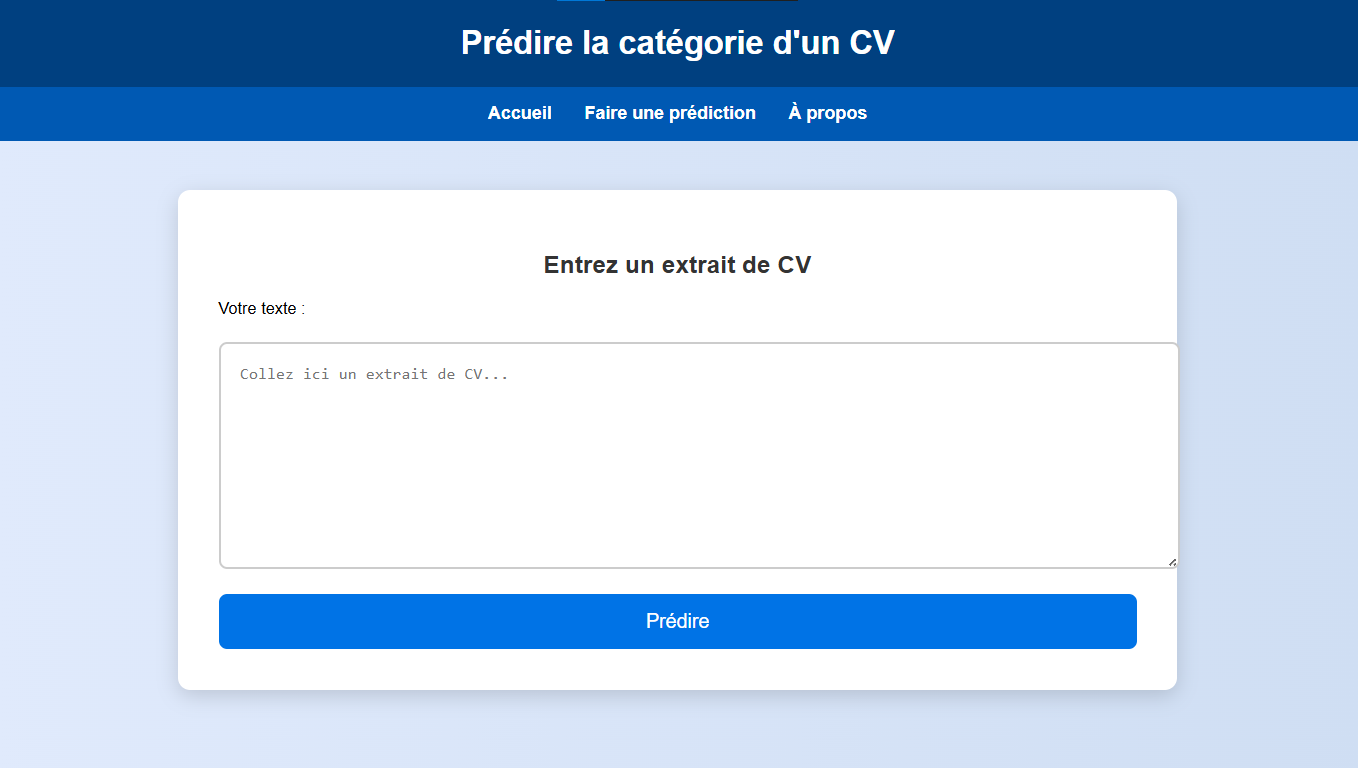 Prédire la catégorie d'un CV
Accueil Faire une prédiction À propos
Entrez un extrait de CV
Votre texte :
Collez ici un extrait de CV...
Prédire